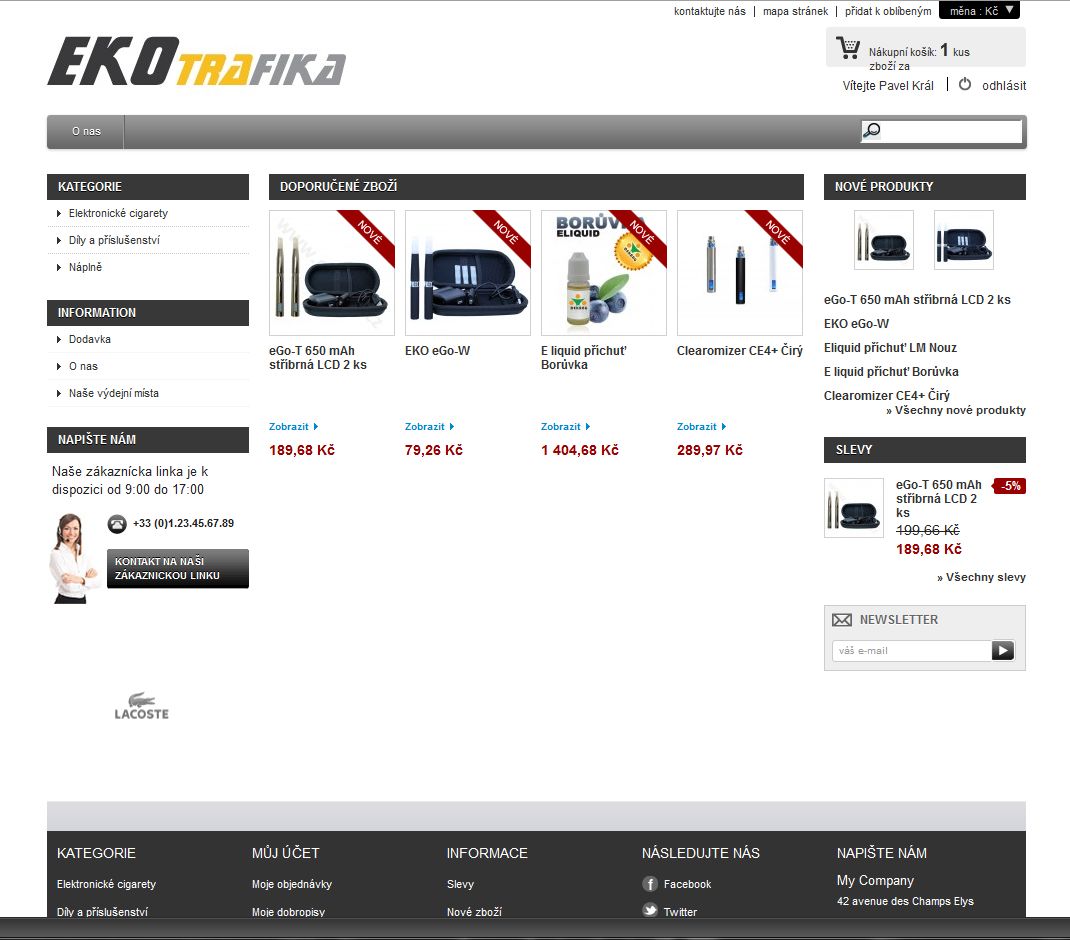 kontaktujte nás
mapa stránek
přidat k oblíbeným
měna : Kč
EKOTRAFIKA
Nákupní košík: 1 kus
zboží za
Vítejte Pavel Král
odhlásit
O nas
KATEGORIE
Elektronické cigarety
Díly a příslušenství
Náplně
INFORMATION
Dodavka
O nas
Naše výdejní místa
NAPIŠTE NÁM
Naše zákaznícka linka je k
dispozici od 9:00 do 17:00
+33 (0)1.23.45.67.89
KONTAKT NA NAŠI
ZÁKAZNICKOU LINKU
LACOSTE
DOPORUČENÉ ZBOŽÍ
NOVÉ
eGo-T 650 mAh
stříbrná LCD 2 ks
Zobrazit
189,68 Kč
NOVÉ
EKO eGo-W
Zobrazit
79,26 Kč
BORŮVKA
ELIQUID
NOVÉ
E liquid příchuť
Borůvka
Zobrazit
1 404,68 Kč
NOVÉ
Clearomizer CE4+ Čirý
Zobrazit
289,97 Kč
NOVÉ PRODUKTY
eGo-T 650 mAh stříbrná LCD 2 ks
EKO eGo-W
Eliquid příchuť LM Nouz
E liquid příchuť Borůvka
Clearomizer CE4+ Čirý
» Všechny nové produkty
SLEVY
eGo-T 650 mAh
stříbrná LCD 2
ks
-5%
199,66 Kč
189,68 Kč
» Všechny slevy
NEWSLETTER
váš e-mail
KATEGORIE
Elektronické cigarety
Díly a příslušenství
MŮJ ÚČET
Moje objednávky
Moje dobropisy
INFORMACE
Slevy
Nové zboží
NÁSLEDUJTE NÁS
Facebook
Twitter
NAPIŠTE NÁM
My Company
42 avenue des Champs Elys